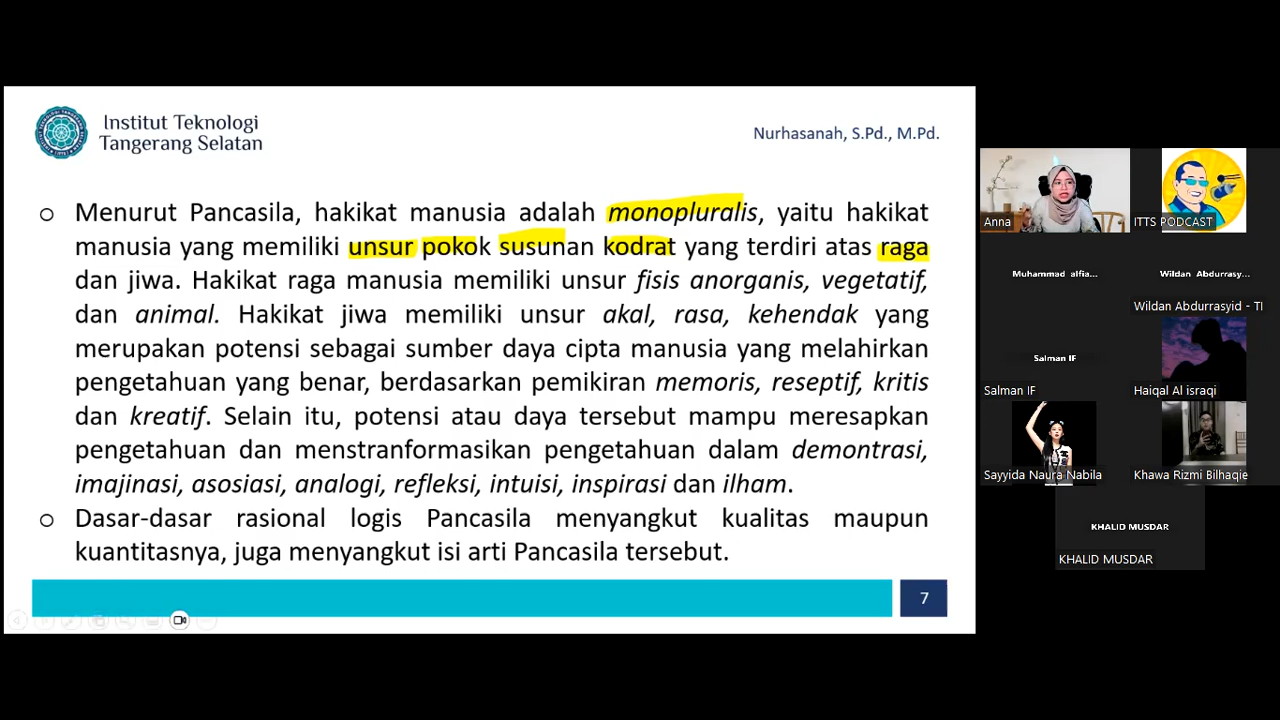 Institut Teknologi
Tangerang Selatan
Nurhasanah, S.Pd., M.Pd.
o Menurut Pancasila, hakikat manusia adalah monopluralis, yaitu hakikat
manusia yang memiliki unsur pokok susunan kodrat yang terdiri atas raga
dan jiwa. Hakikat raga manusia memiliki unsur fisis anorganis, vegetatif,
dan animal. Hakikat jiwa memiliki unsur akal, rasa, kehendak yang
merupakan potensi sebagai sumber daya cipta manusia yang melahirkan
pengetahuan yang benar, berdasarkan pemikiran memoris, reseptif, kritis
dan kreatif. Selain itu, potensi atau daya tersebut mampu meresapkan
pengetahuan dan menstranformasikan pengetahuan dalam demontrasi,
imajinasi, asosiasi, analogi, refleksi, intuisi, inspirasi dan ilham.
o Dasar-dasar rasional logis Pancasila menyangkut kualitas maupun
kuantitasnya, juga menyangkut isi arti Pancasila tersebut.
7
Anna
ITTS PODCAST
Muhammad alfia...
Wildan Abdurrasy...
Wildan Abdurrasyid - TI
Salman IF
Salman IF
Haiqal Al israqi
Sayyida Naura Nabila
Khawa Rizmi Bilhaqie
KHALID MUSDAR
KHALID MUSDAR